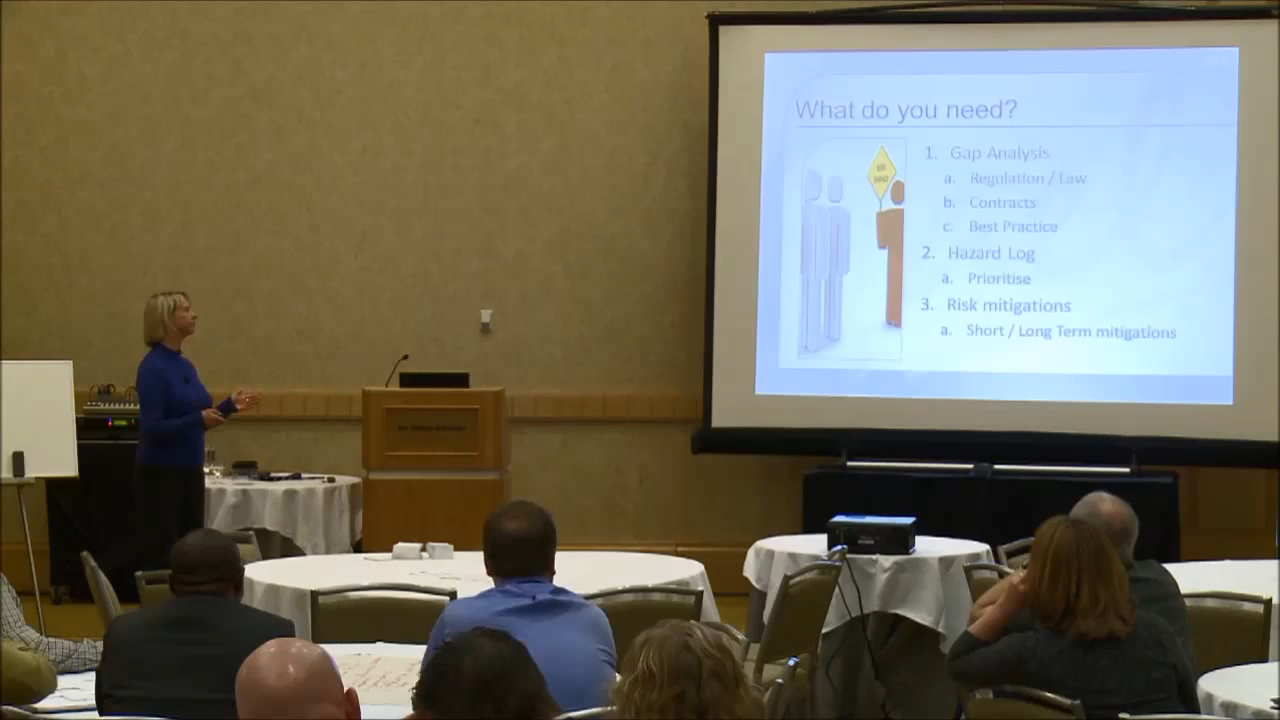 What do you need?
1. Gap Analysis
a. Regulation / Law
b. Contracts
c. Best Practice
2. Hazard Log
a. Prioritise
3. Risk mitigations
a. Short / Long Term mitigations